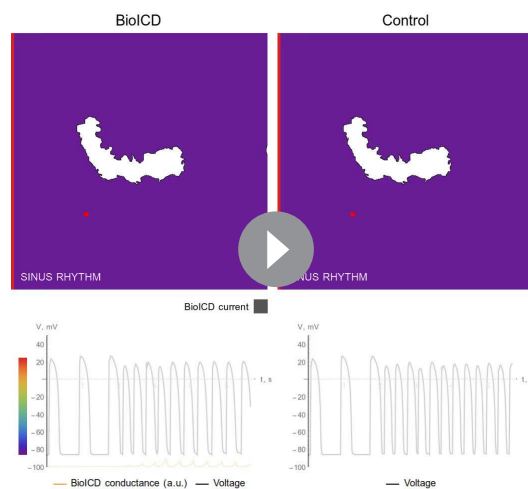 BioICD Control
SINUS RHYTHM NUS RHYTHM
BioICD current
V, mV V, mV
40 40
20 20
t, s t,
−20 −20
−40 −40
−60 −60
−80 −80
−100 −100
BioICD conductance (a.u.) Voltage Voltage